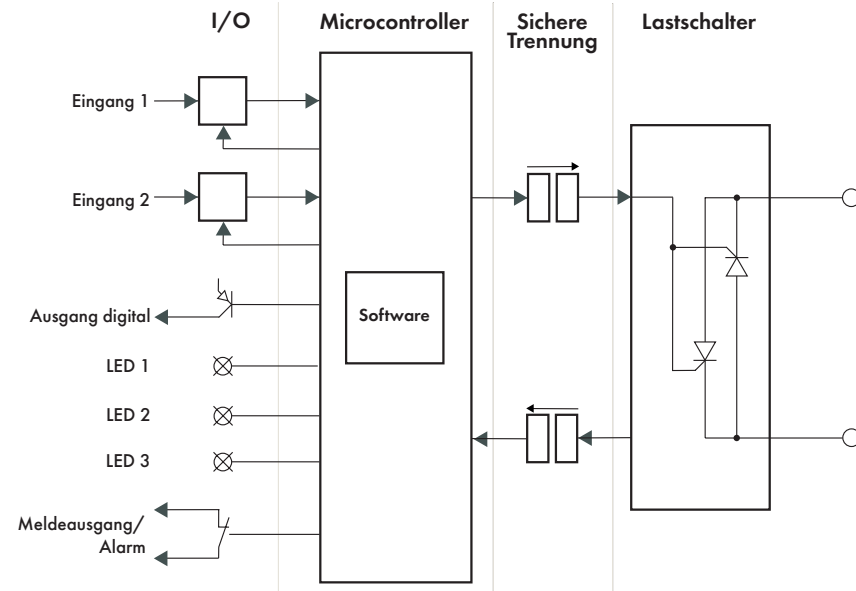 I/O
Microcontroller
Sichere
Trennung
Lastschalter
Eingang 1
Eingang 2
Ausgang digital
Software
LED 1
LED 2
LED 3
Meldeausgang/
Alarm